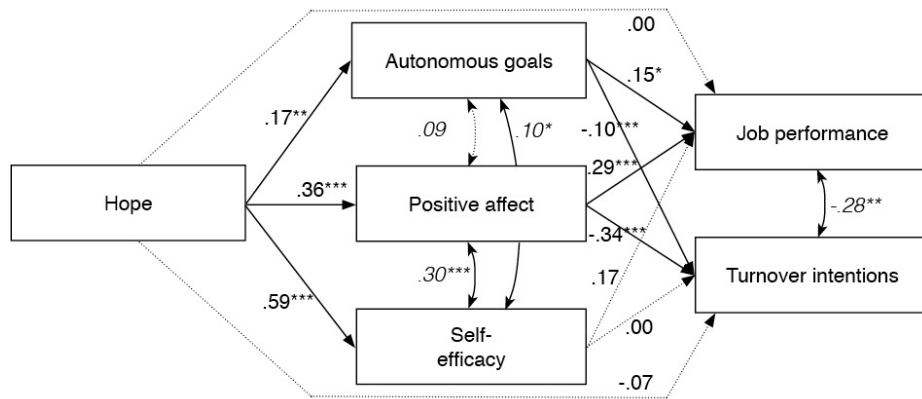 .00
Autonomous goals
.15*
.17**
.09
.10*
-.10***
Job performance
.29***
Hope
.36***
Positive affect
-.28**
-.34***
.30***
.17
Turnover intentions
.59***
Self-
efficacy
.00
-.07